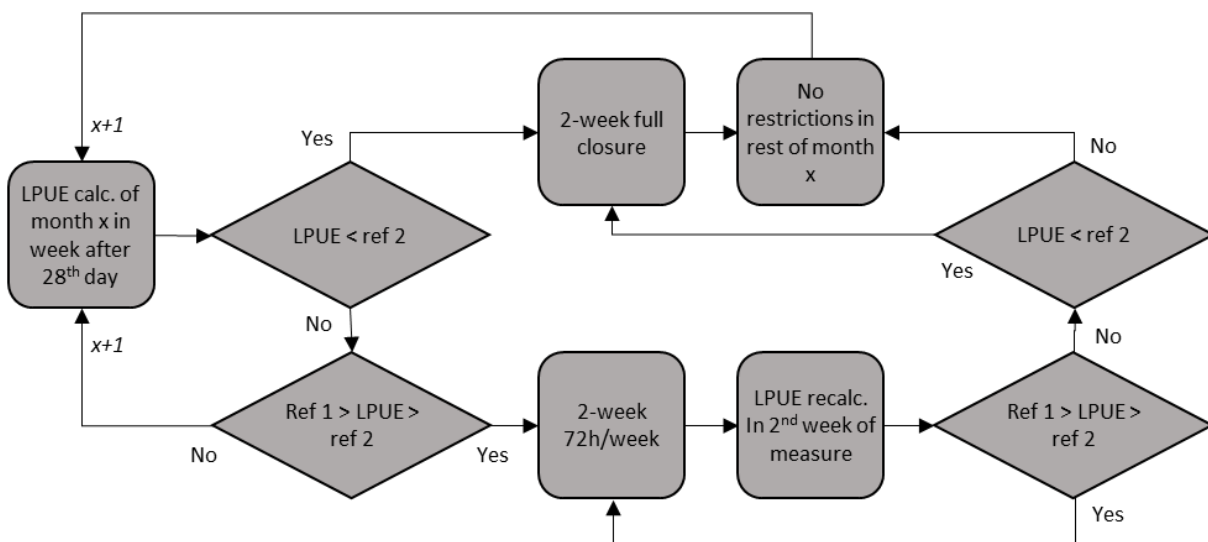 x+1
LPUE calc. of
month x in
week after
28th day
x+1
Yes
LPUE < ref 2
No
Ref 1 > LPUE >
ref 2
No
Yes
2-week full
closure
No
restrictions in
rest of month
x
2-week
72h/week
LPUE recalc.
In 2nd week of
measure
Ref 1 > LPUE >
ref 2
Yes
No
LPUE < ref 2
Yes
No